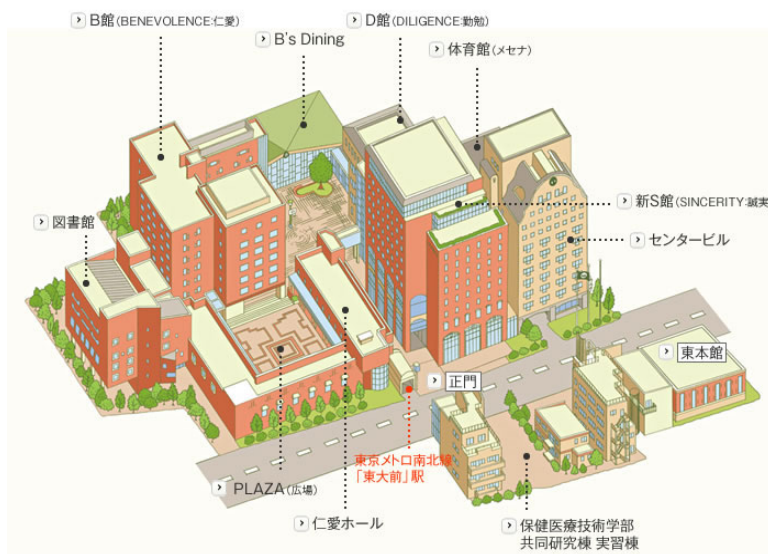 B館(BENEVOLENCE:仁愛)
B's Dining
D館(DILIGENCE:勤勉)
体育館(メセナ)
新S館(SINCERITY:誠実
図書館
センタービル
東本館
正門
東京メトロ南北線
「東大前」駅
PLAZA(広場)
仁愛ホール
保健医療技術学部
共同研究棟 実習棟